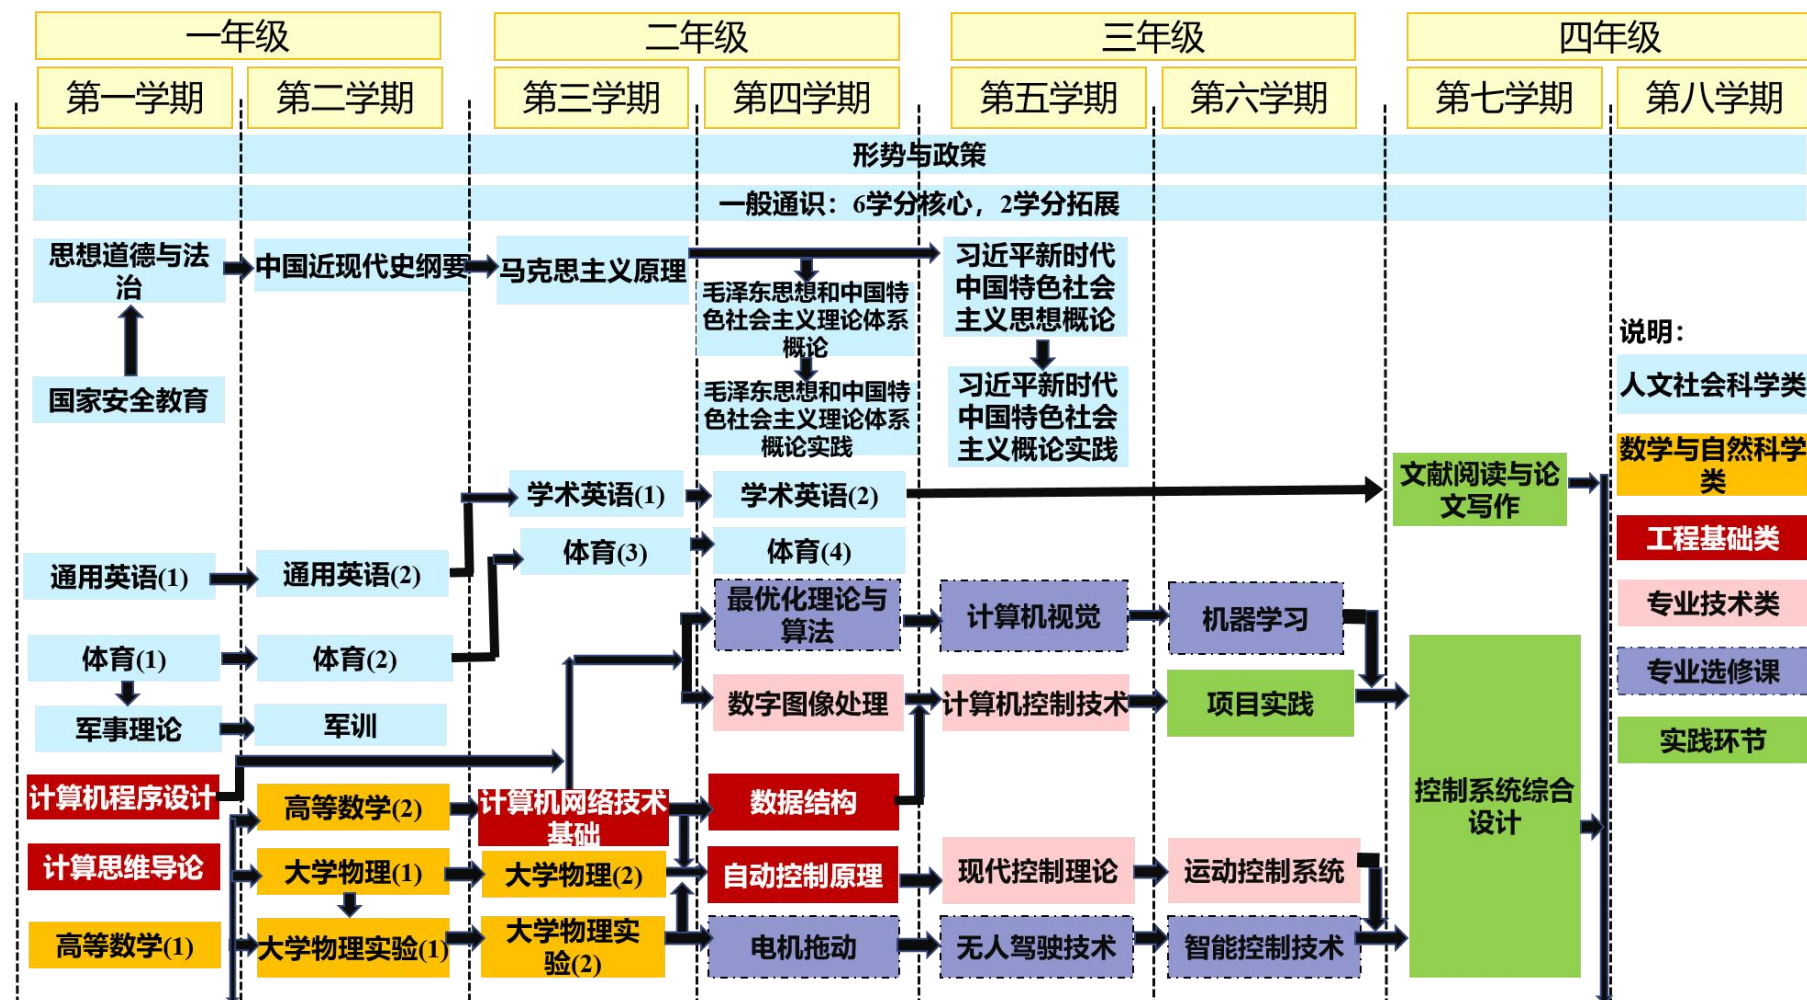 一年级
二年级
三年级
四年级
第一学期
第二学期
第三学期
第四学期
第五学期
第六学期
第七学期
第八学期
形势与政策
一般通识：6学分核心，2学分拓展
思想道德与法
治
中国近现代史纲要
马克思主义原理
毛泽东思想和中国特
色社会主义理论体系
概论
习近平新时代
中国特色社会
主义思想概论
说明：
国家安全教育
毛泽东思想和中国特
色社会主义理论体系
概论实践
习近平新时代
中国特色社会
主义概论实践
人文社会科学类
数学与自然科学
类
学术英语(1)
学术英语(2)
文献阅读与论
文写作
工程基础类
通用英语(1)
通用英语(2)
体育(3)
体育(4)
最优化理论与
算法
计算机视觉
机器学习
专业技术类
体育(1)
体育(2)
专业选修课
军事理论
军训
数字图像处理
计算机控制技术
项目实践
实践环节
计算机程序设计
高等数学(2)
计算机网络技术
基础
数据结构
控制系统综合
设计
计算思维导论
大学物理(1)
大学物理(2)
自动控制原理
现代控制理论
运动控制系统
高等数学(1)
大学物理实验(1)
大学物理实
验(2)
电机拖动
无人驾驶技术
智能控制技术